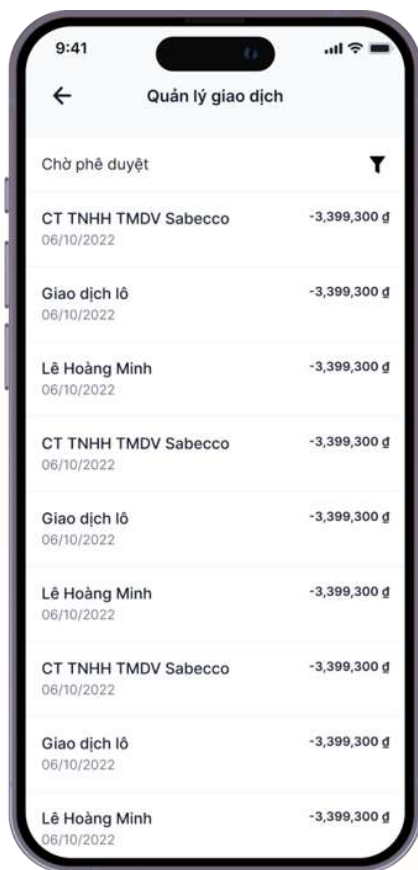 9:41
Quản lý giao dịch
Chờ phê duyệt
CT TNHH TMDV Sabecco -3,399,300 ₫
06/10/2022
Giao dịch lô -3,399,300 ₫
06/10/2022
Lê Hoàng Minh -3,399,300 ₫
06/10/2022
CT TNHH TMDV Sabecco -3,399,300 ₫
06/10/2022
Giao dịch lô -3,399,300 ₫
06/10/2022
Lê Hoàng Minh -3,399,300 ₫
06/10/2022
CT TNHH TMDV Sabecco -3,399,300 ₫
06/10/2022
Giao dịch lô -3,399,300 ₫
06/10/2022
Lê Hoàng Minh -3,399,300 ₫
06/10/2022